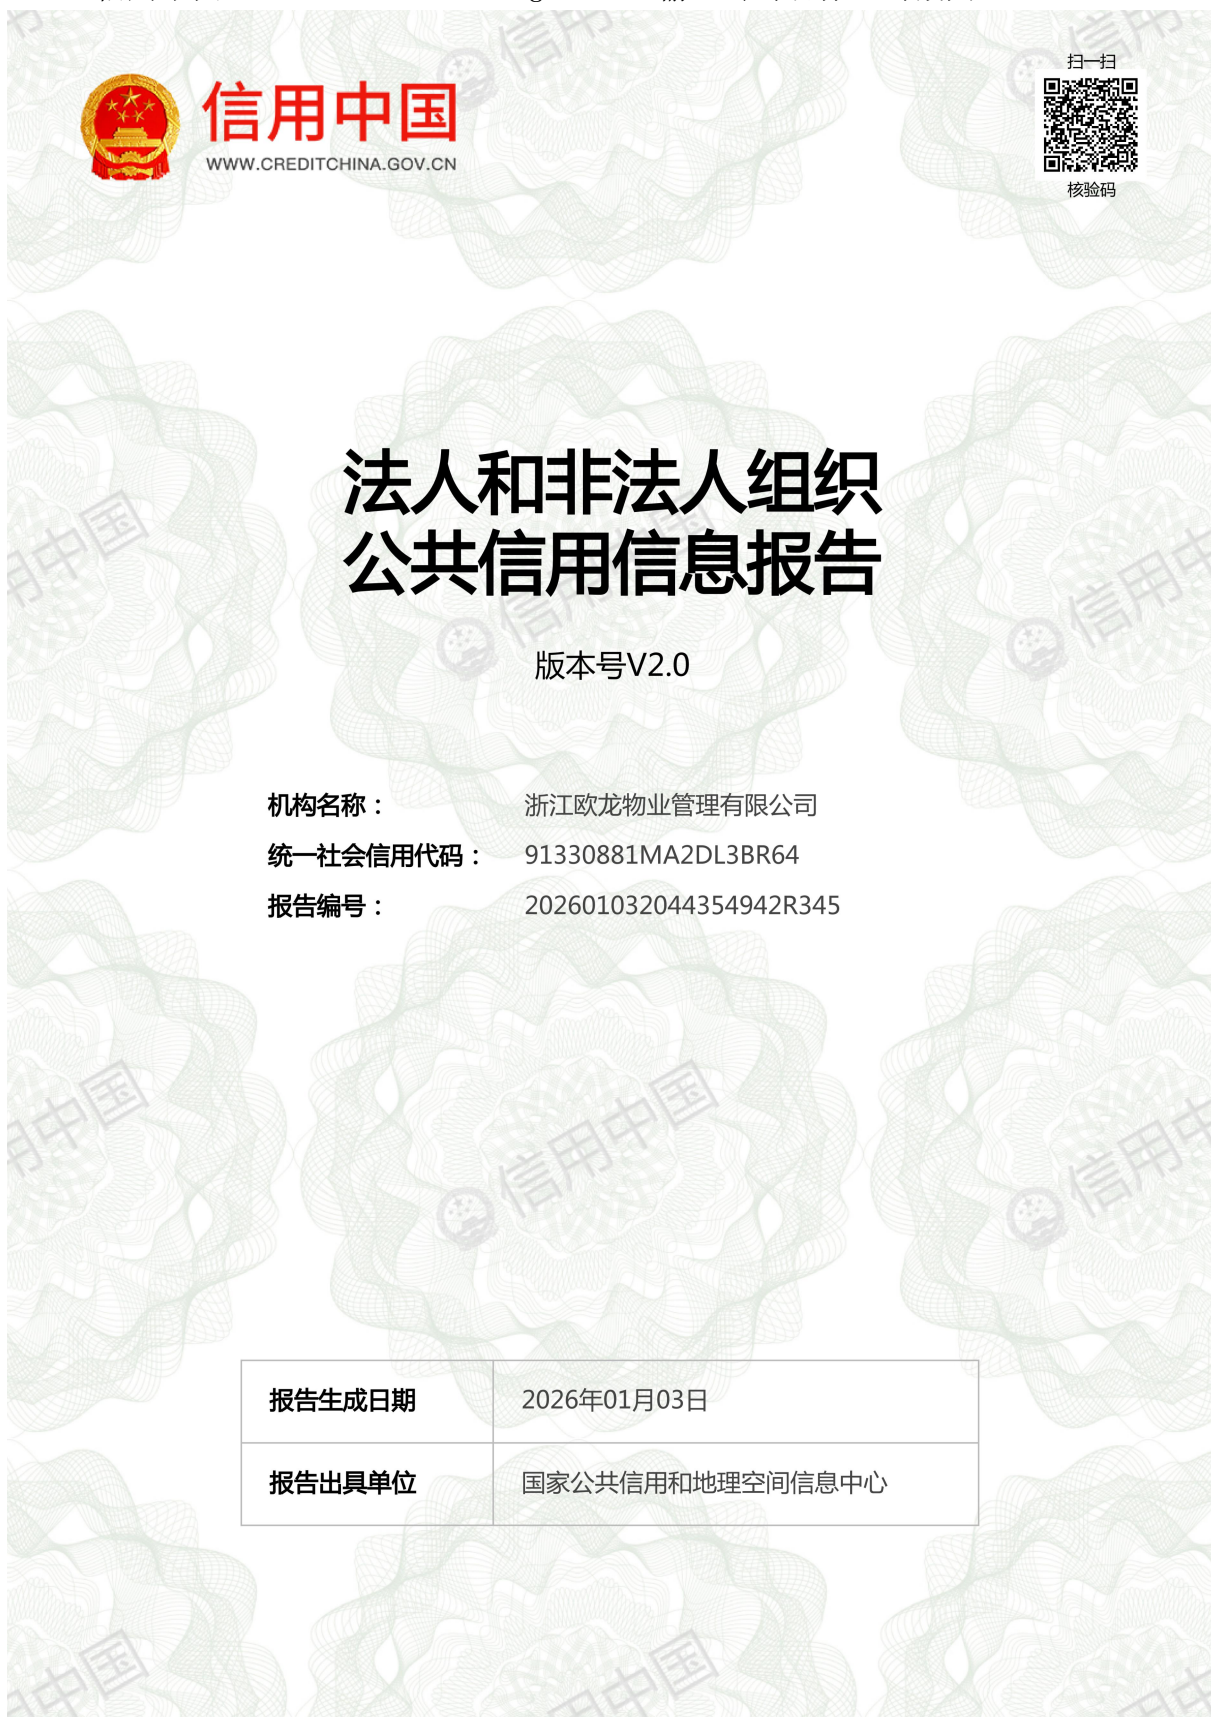 扫一扫
信用中国
WWW.CREDITCHINA.GOV.CN
核验码
法人和非法人组织
公共信用信息报告
版本号V2.0
机构名称： 浙江欧龙物业管理有限公司
统一社会信用代码： 91330881MA2DL3BR64
报告编号： 202601032044354942R345
报告生成日期 2026年01月03日
报告出具单位 国家公共信用和地理空间信息中心